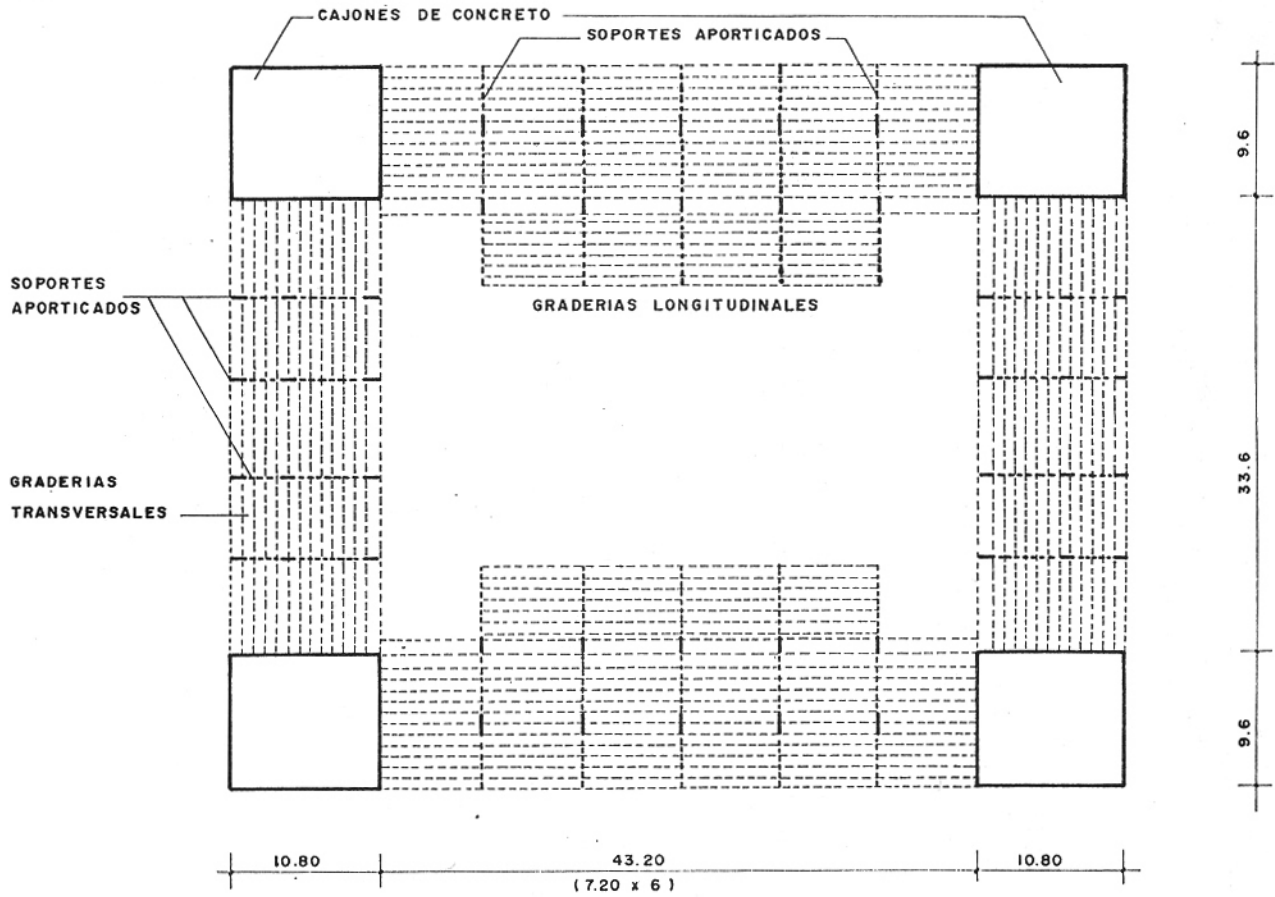 CAJONES DE CONCRETO
SOPORTES APORTICADOS
9.6
SOPORTES
APORTICADOS
GRADERIAS LONGITUDINALES
33.6
GRADERIAS
TRANSVERSALES
9.6
10.80
43.20
10.80
(7.20 x 6)